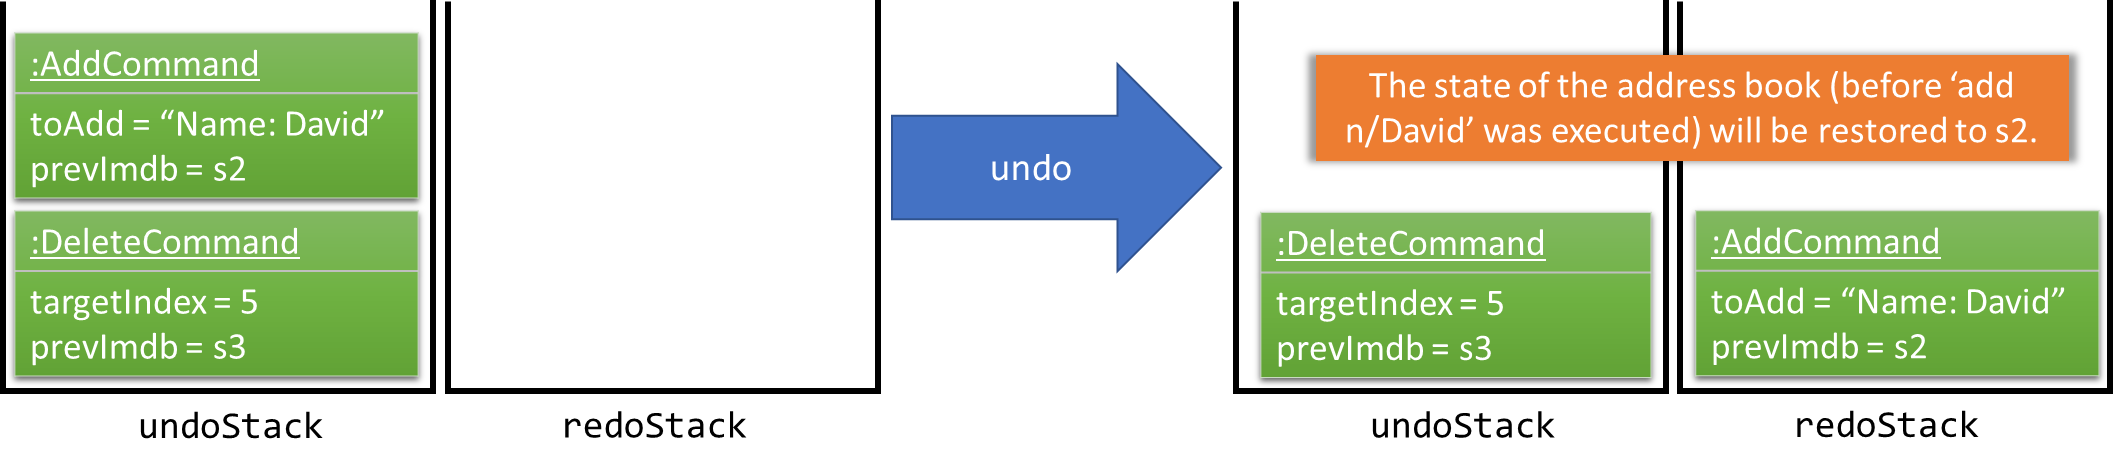 :AddCommand
toAdd = “Name: David”
prevImdb = s2
:DeleteCommand
targetIndex = 5
prevImdb = s3
undoStack
redoStack
undo
The state of the address book (before ‘add
n/David’ was executed) will be restored to s2.
:DeleteCommand
targetIndex = 5
prevImdb = s3
:AddCommand
toAdd = “Name: David”
prevImdb = s2
undoStack
redoStack